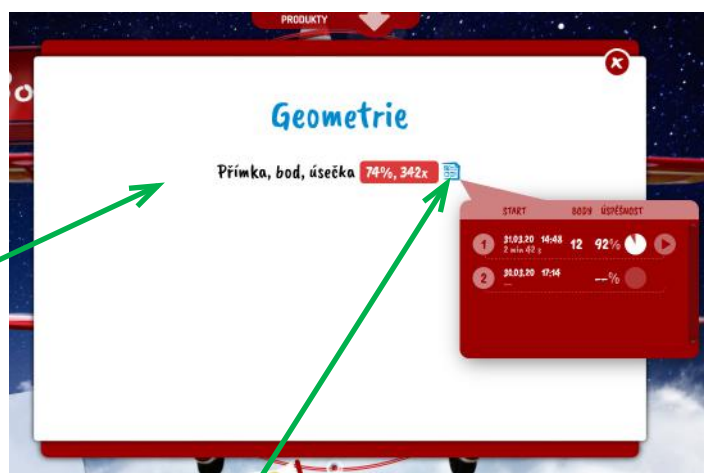 PRODUKTY
Geometrie
Přímka, bod, úsečka 74%, 342x
START BODY ÚSPĚŠNOST
1 31.03.20 14:48 12 92%
2 min 42 s
2 30.03.20 17:14 --%